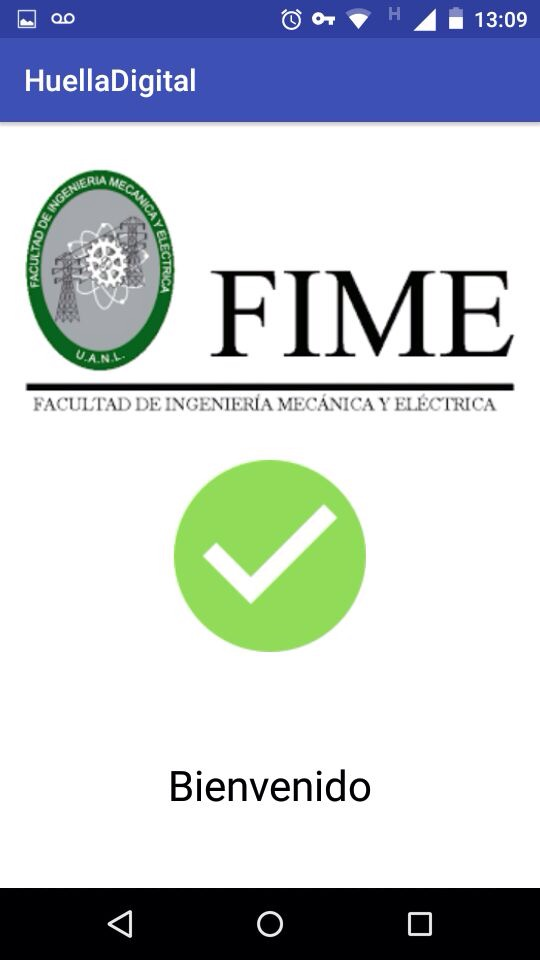 H
13:09
HuellaDigital
FACULTAD DE INGENIERIA MECANICA Y ELECTRICA
U.A.N.L.
FIME
FACULTAD DE INGENIERÍA MECÁNICA Y ELÉCTRICA
Bienvenido